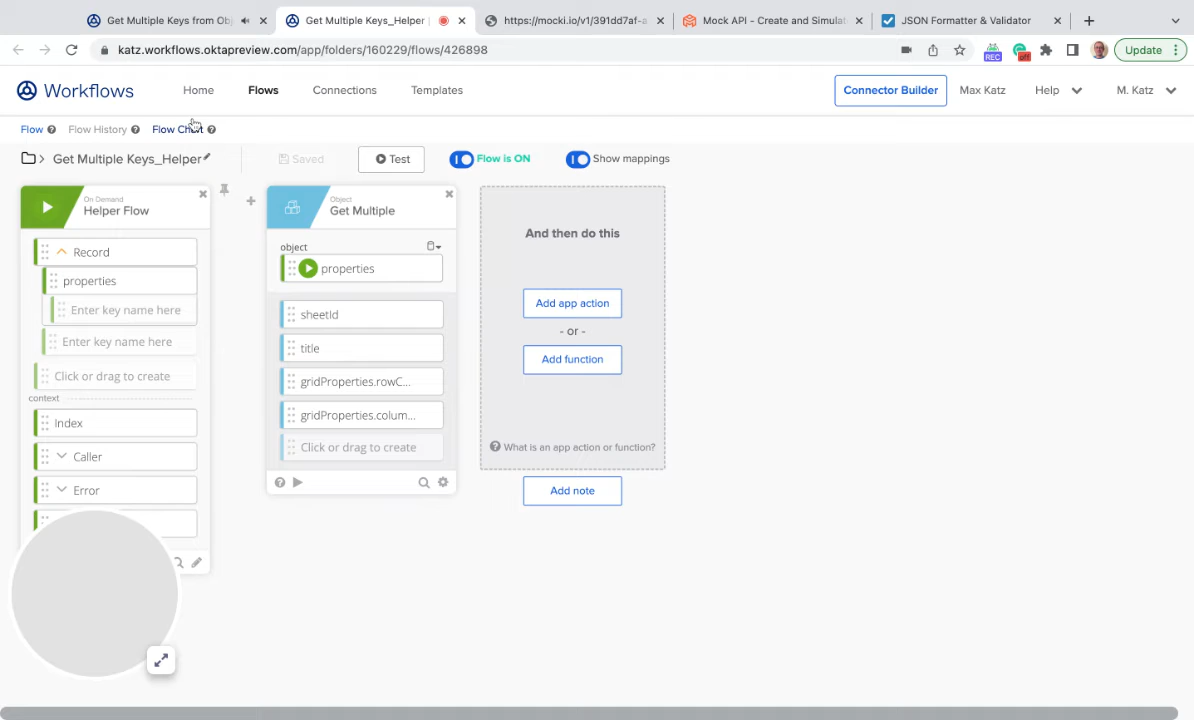 Get Multiple Keys from Obj
Get Multiple Keys_Helper |
https://mocki.io/v1/391dd7af-a
Mock API - Create and Simulat
JSON Formatter & Validator
katz.workflows.oktapreview.com/app/folders/160229/flows/426898
REC
off
Update
Workflows
Home
Flows
Connections
Templates
Connector Builder
Max Katz
Help
M. Katz
Flow
Flow History
Flow Chart
Get Multiple Keys_Helper
Saved
Test
Flow is ON
Show mappings
On Demand
Helper Flow
Record
properties
Enter key name here
Enter key name here
Click or drag to create
context
Index
Caller
Error
Object
Get Multiple
object
properties
sheetId
title
gridProperties.rowC...
gridProperties.colum...
Click or drag to create
And then do this
Add app action
- or -
Add function
What is an app action or function?
Add note